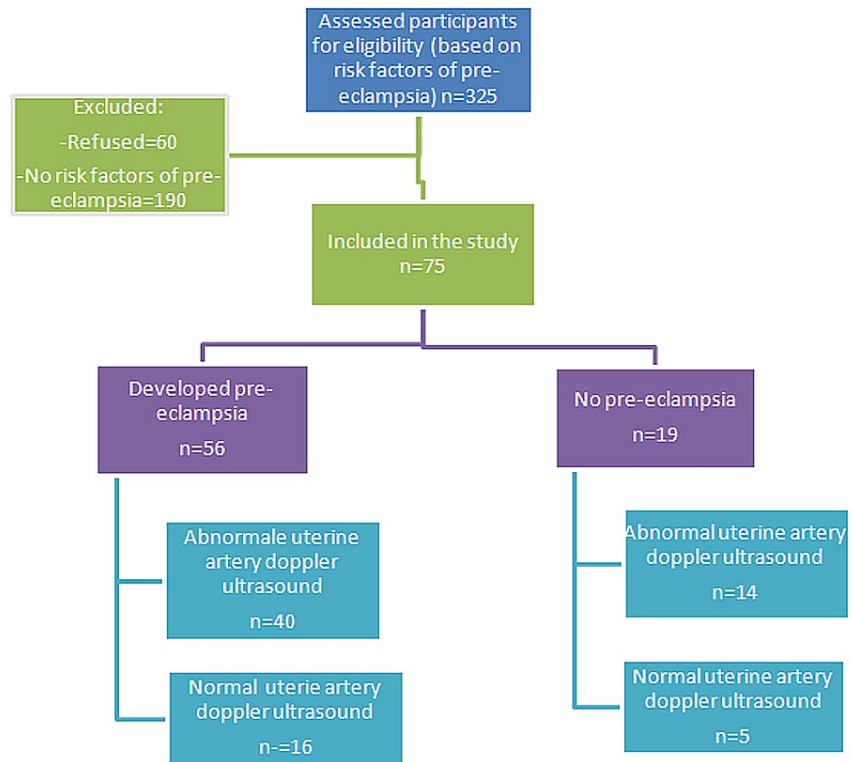 Assessed participants
for eligibility (based on
risk factors of pre-
eclampsia) n=325
Excluded:
-Refused=60
-No risk factors of pre-
eclampsia=190
Included in the study
n=75
Developed pre-
eclampsia
n=56
No pre-eclampsia
n=19
Abnormale uterine
artery doppler
ultrasound
n=40
Normal uterie artery
doppler ultrasound
n-=16
Abnormal uterine artery
doppler ultrasound
n=14
Normal uterine artery
doppler ultrasound
n=5